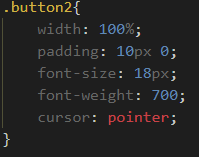 .button2{
width: 100%;
padding: 10px 0;
font-size: 18px;
font-weight: 700;
cursor: pointer;
}